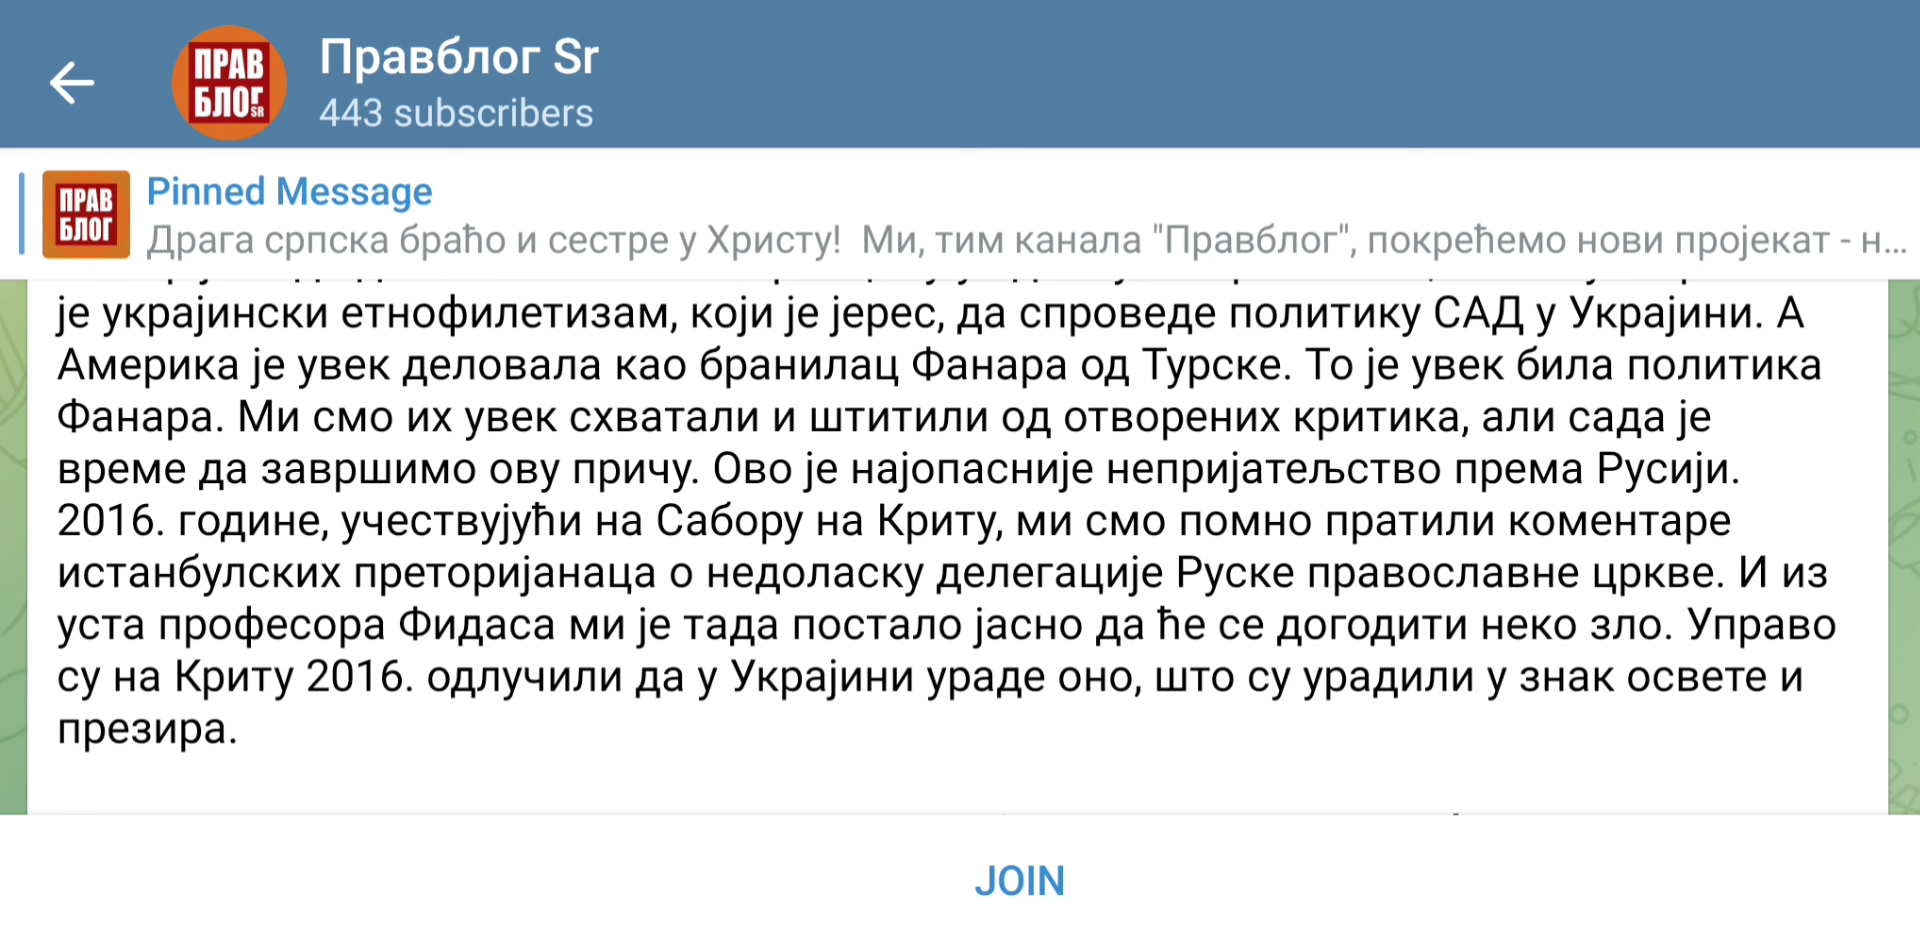 ПРАВ
БЛОГ SR
Правблог Sr
443 subscribers
ПРАВ
БЛОГ
Pinned Message
Драга српска браћо и сестре у Христу! Ми, тим канала "Правблог", покрећемо нови пројекат - н...
је украјински етнофилетизам, који је јерес, да спроведе политику САД у Украјини. А
Америка је увек деловала као бранилац Фанара од Турске. То је увек била политика
Фанара. Ми смо их увек схватали и штитили од отворених критика, али сада је
време да завршимо ову причу. Ово је најопасније непријатељство према Русији.
2016. године, учествујући на Сабору на Криту, ми смо помно пратили коментаре
истанбулских преторијанаца о недоласку делегације Руске православне цркве. И из
уста професора Фидаса ми је тада постало јасно да ће се догодити неко зло. Управо
су на Криту 2016. одлучили да у Украјини ураде оно, што су урадили у знак освете и
презира.
JOIN